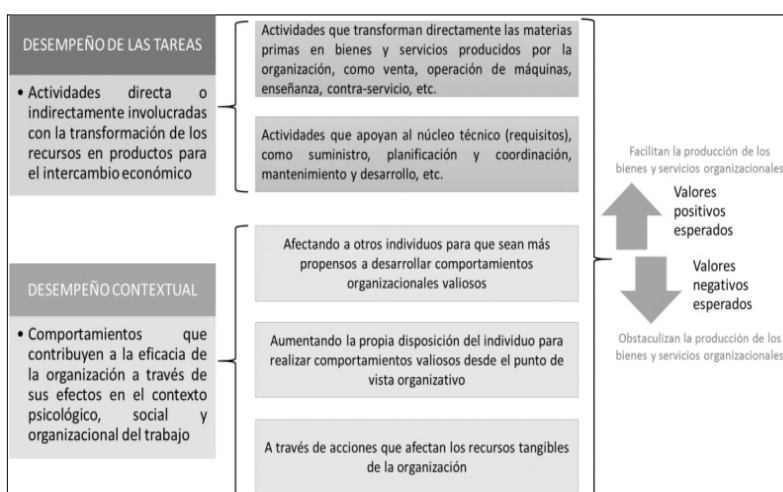 DESEMPEÑO DE LAS TAREAS
• Actividades directa o
indirectamente involucradas
con la transformación de los
recursos en productos para
el intercambio económico
Actividades que transforman directamente las materias
primas en bienes y servicios producidos por la
organización, como venta, operación de máquinas,
enseñanza, contra-servicio, etc.
Actividades que apoyan al núcleo técnico (requisitos),
como suministro, planificación y coordinación,
mantenimiento y desarrollo, etc.
DESEMPEÑO CONTEXTUAL
• Comportamientos que
contribuyen a la eficacia de
la organización a través de
sus efectos en el contexto
psicológico, social y
organizacional del trabajo
Afectando a otros individuos para que sean más
propensos a desarrollar comportamientos
organizacionales valiosos
Aumentando la propia disposición del individuo para
realizar comportamientos valiosos desde el punto de
vista organizativo
A través de acciones que afectan los recursos tangibles
de la organización
Facilitan la producción de los
bienes y servicios organizacionales
Valores
positivos
esperados
Valores
negativos
esperados
Obstaculizan la producción de los
bienes y servicios organizacionales